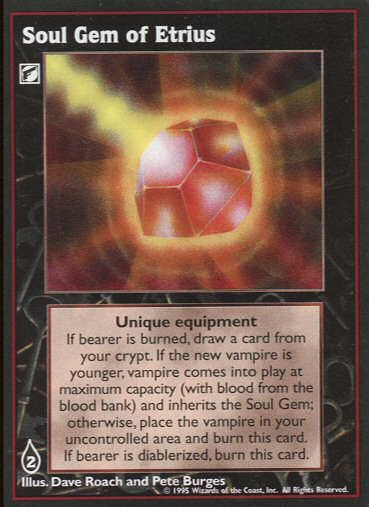 Soul Gem of Etrius
Unique equipment
If bearer is burned, draw a card from
your crypt. If the new vampire is
younger, vampire comes into play at
maximum capacity (with blood from the
blood bank) and inherits the Soul Gem;
otherwise, place the vampire in your
uncontrolled area and burn this card.
If bearer is diablerized, burn this card.
2
Illus. Dave Roach and Pete Burges
© 1995 Wizards of the Coast, Inc. All Rights Reserved.